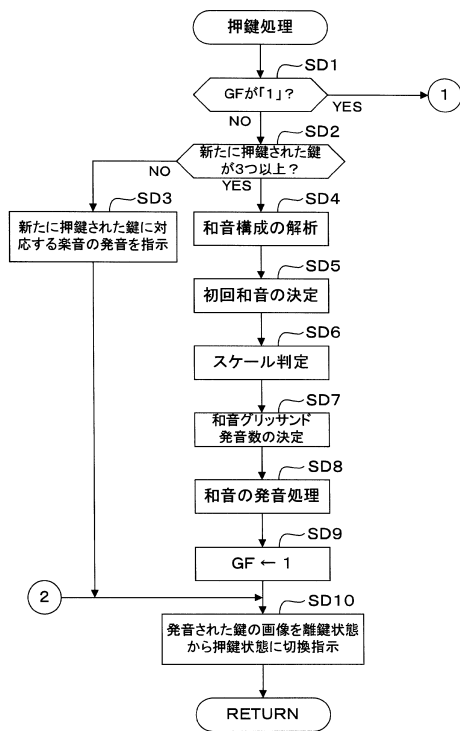 押鍵処理
SD1
GFが「1」？
YES
1
NO
SD2
新たに押鍵された鍵
が3つ以上？
NO
YES
SD3
新たに押鍵された鍵に対
応する楽音の発音を指示
SD4
和音構成の解析
SD5
初回和音の決定
SD6
スケール判定
SD7
和音グリッサンド
発音数の決定
SD8
和音の発音処理
SD9
GF ← 1
2
SD10
発音された鍵の画像を離鍵状態
から押鍵状態に切換指示
RETURN